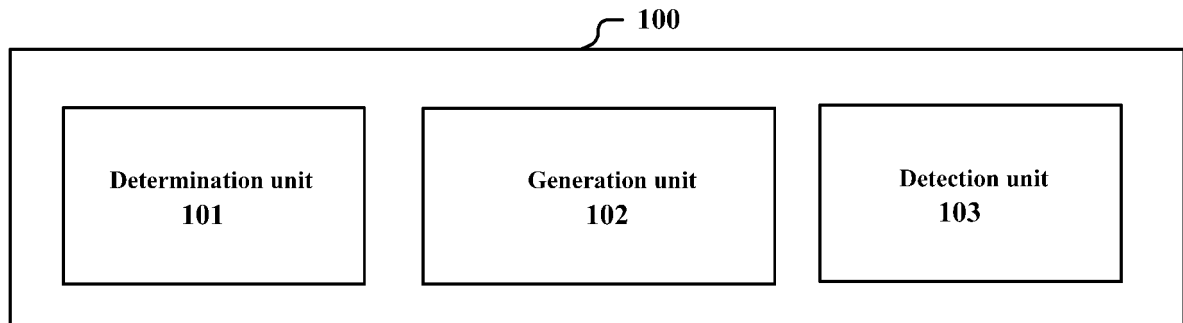 100
Determination unit
101
Generation unit
102
Detection unit
103